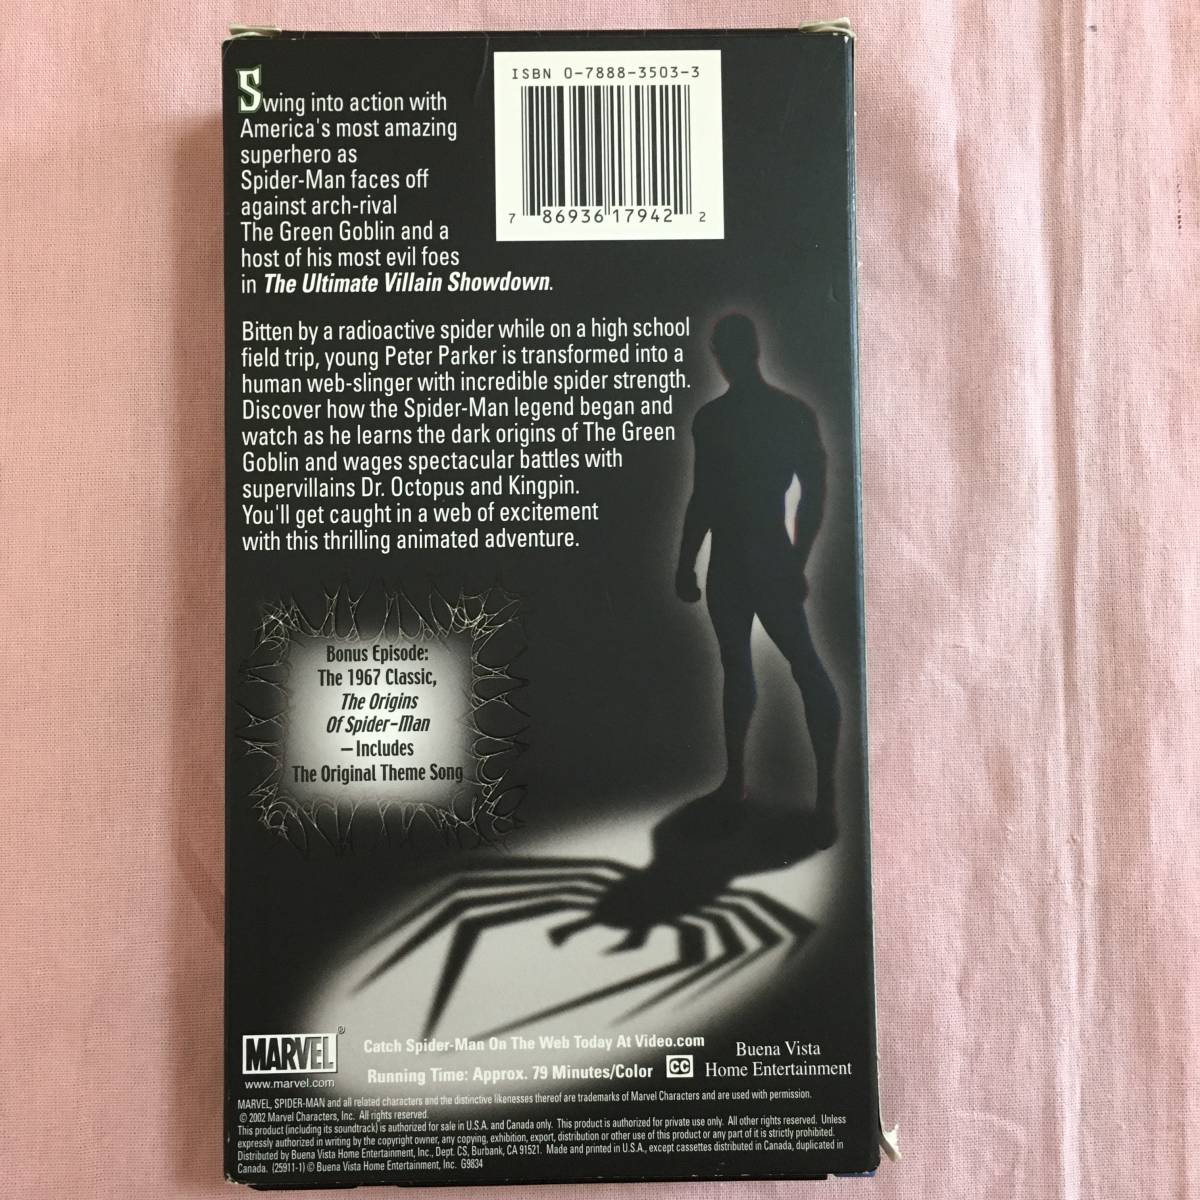 Swing into action with
America's most amazing
superhero as
Spider-Man faces off
against arch-rival
The Green Goblin and a
host of his most evil foes
in The Ultimate Villain Showdown.
ISBN 0-7888-3503-3
7 86936 17942 2
Bitten by a radioactive spider while on a high school
field trip, young Peter Parker is transformed into a
human web-slinger with incredible spider strength.
Discover how the Spider-Man legend began and
watch as he learns the dark origins of The Green
Goblin and wages spectacular battles with
supervillains Dr. Octopus and Kingpin.
You'll get caught in a web of excitement
with this thrilling animated adventure.
Bonus Episode:
The 1967 Classic,
The Origins
Of Spider-Man
—Includes
The Original Theme Song
MARVEL®
www.marvel.com
Catch Spider-Man On The Web Today At Video.com
Running Time: Approx. 79 Minutes/Color
CC
Buena Vista
Home Entertainment
MARVEL, SPIDER-MAN and all related characters and the distinctive likenesses thereof are trademarks of Marvel Characters and are used with permission.
© 2002 Marvel Characters, Inc. All rights reserved.
This product (including its soundtrack) is authorized for sale in U.S.A. and Canada only. This product is authorized for private use only. All other rights reserved. Unless
expressly authorized in writing by the copyright owner, any copying, exhibition, export, distribution or other use of this product or any part of it is strictly prohibited.
Distributed by Buena Vista Home Entertainment, Inc., Dept. CS, Burbank, CA 91521. Made and printed in U.S.A., except cassettes distributed in Canada, duplicated in
Canada. (25911-1) © Buena Vista Home Entertainment, Inc. G9834